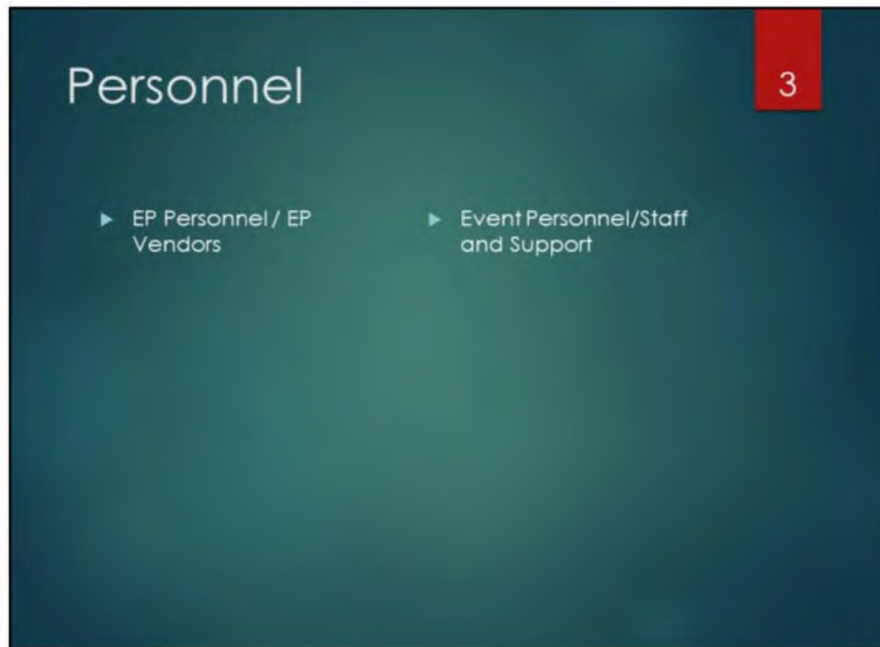 Personnel
3
EP Personnel / EP
Vendors
Event Personnel/Staff
and Support